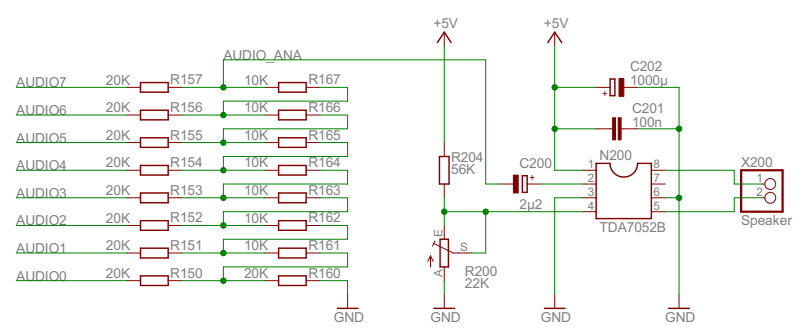 +5V +5V
AUDIO_ANA
C202
1000µ
AUDIO7 20K R157 10K R167
AUDIO6 20K R156 10K R166
C201
100n
AUDIO5 20K R155 10K R165
AUDIO4 20K R154 10K R164
R204
56K
C200
2µ2
N200
1 8
2 7
3 6
4 5
TDA7052B
X200
1
2
Speaker
AUDIO3 20K R153 10K R163
AUDIO2 20K R152 10K R162
AUDIO1 20K R151 10K R161
AUDIO0 20K R150 20K R160
E
S
A
R200
22K
GND GND GND GND